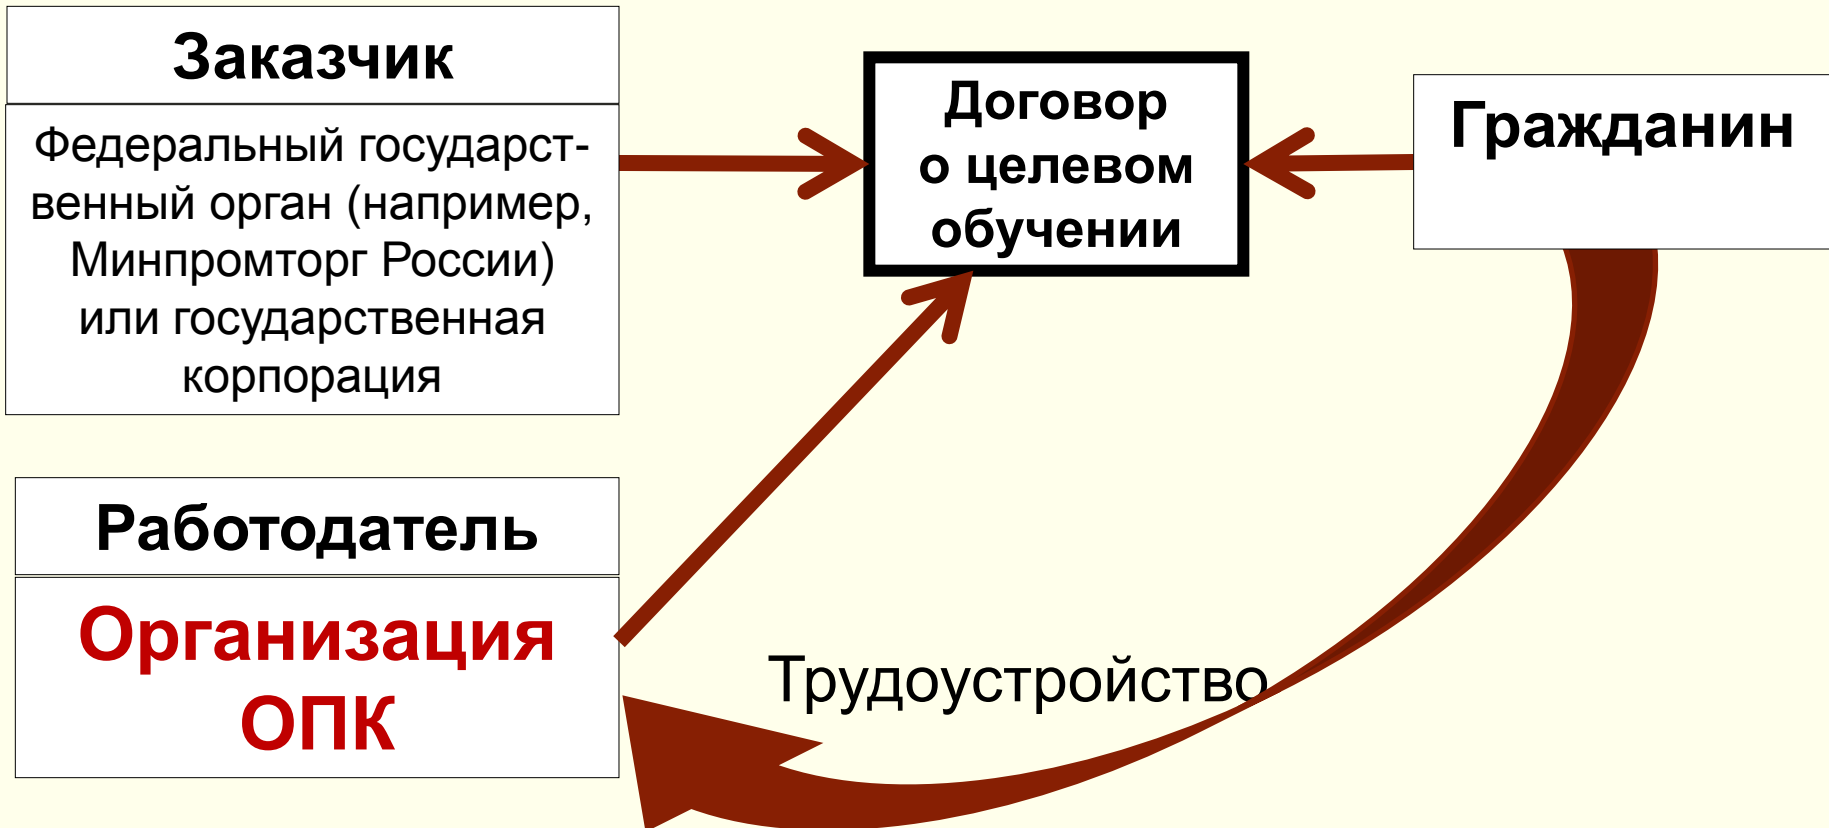 Заказчик
Федеральный государст-
венный орган (например,
Минпромторг России)
или государственная
корпорация
Договор
о целевом
обучении
Гражданин
Работодатель
Организация
ОПК
Трудоустройство